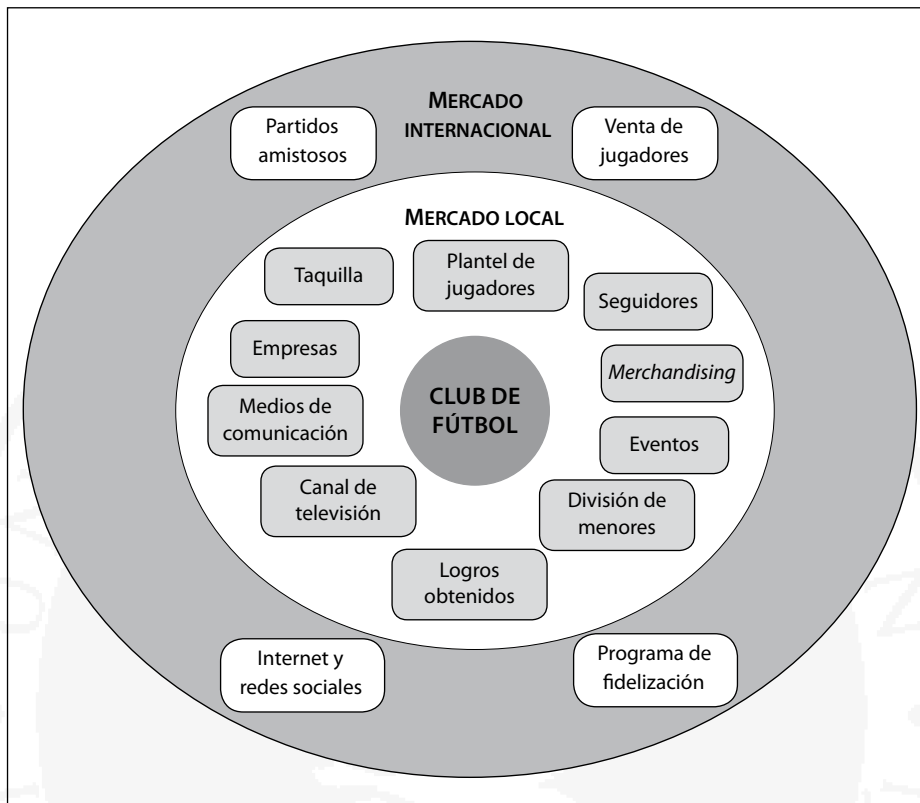 MERCADO
INTERNACIONAL
Partidos
amistosos
Venta de
jugadores
MERCADO LOCAL
Taquilla
Plantel de
jugadores
Seguidores
Empresas
Merchandising
CLUB DE
FÚTBOL
Medios de
comunicación
Eventos
Canal de
televisión
División de
menores
Logros
obtenidos
Internet y
redes sociales
Programa de
fidelización